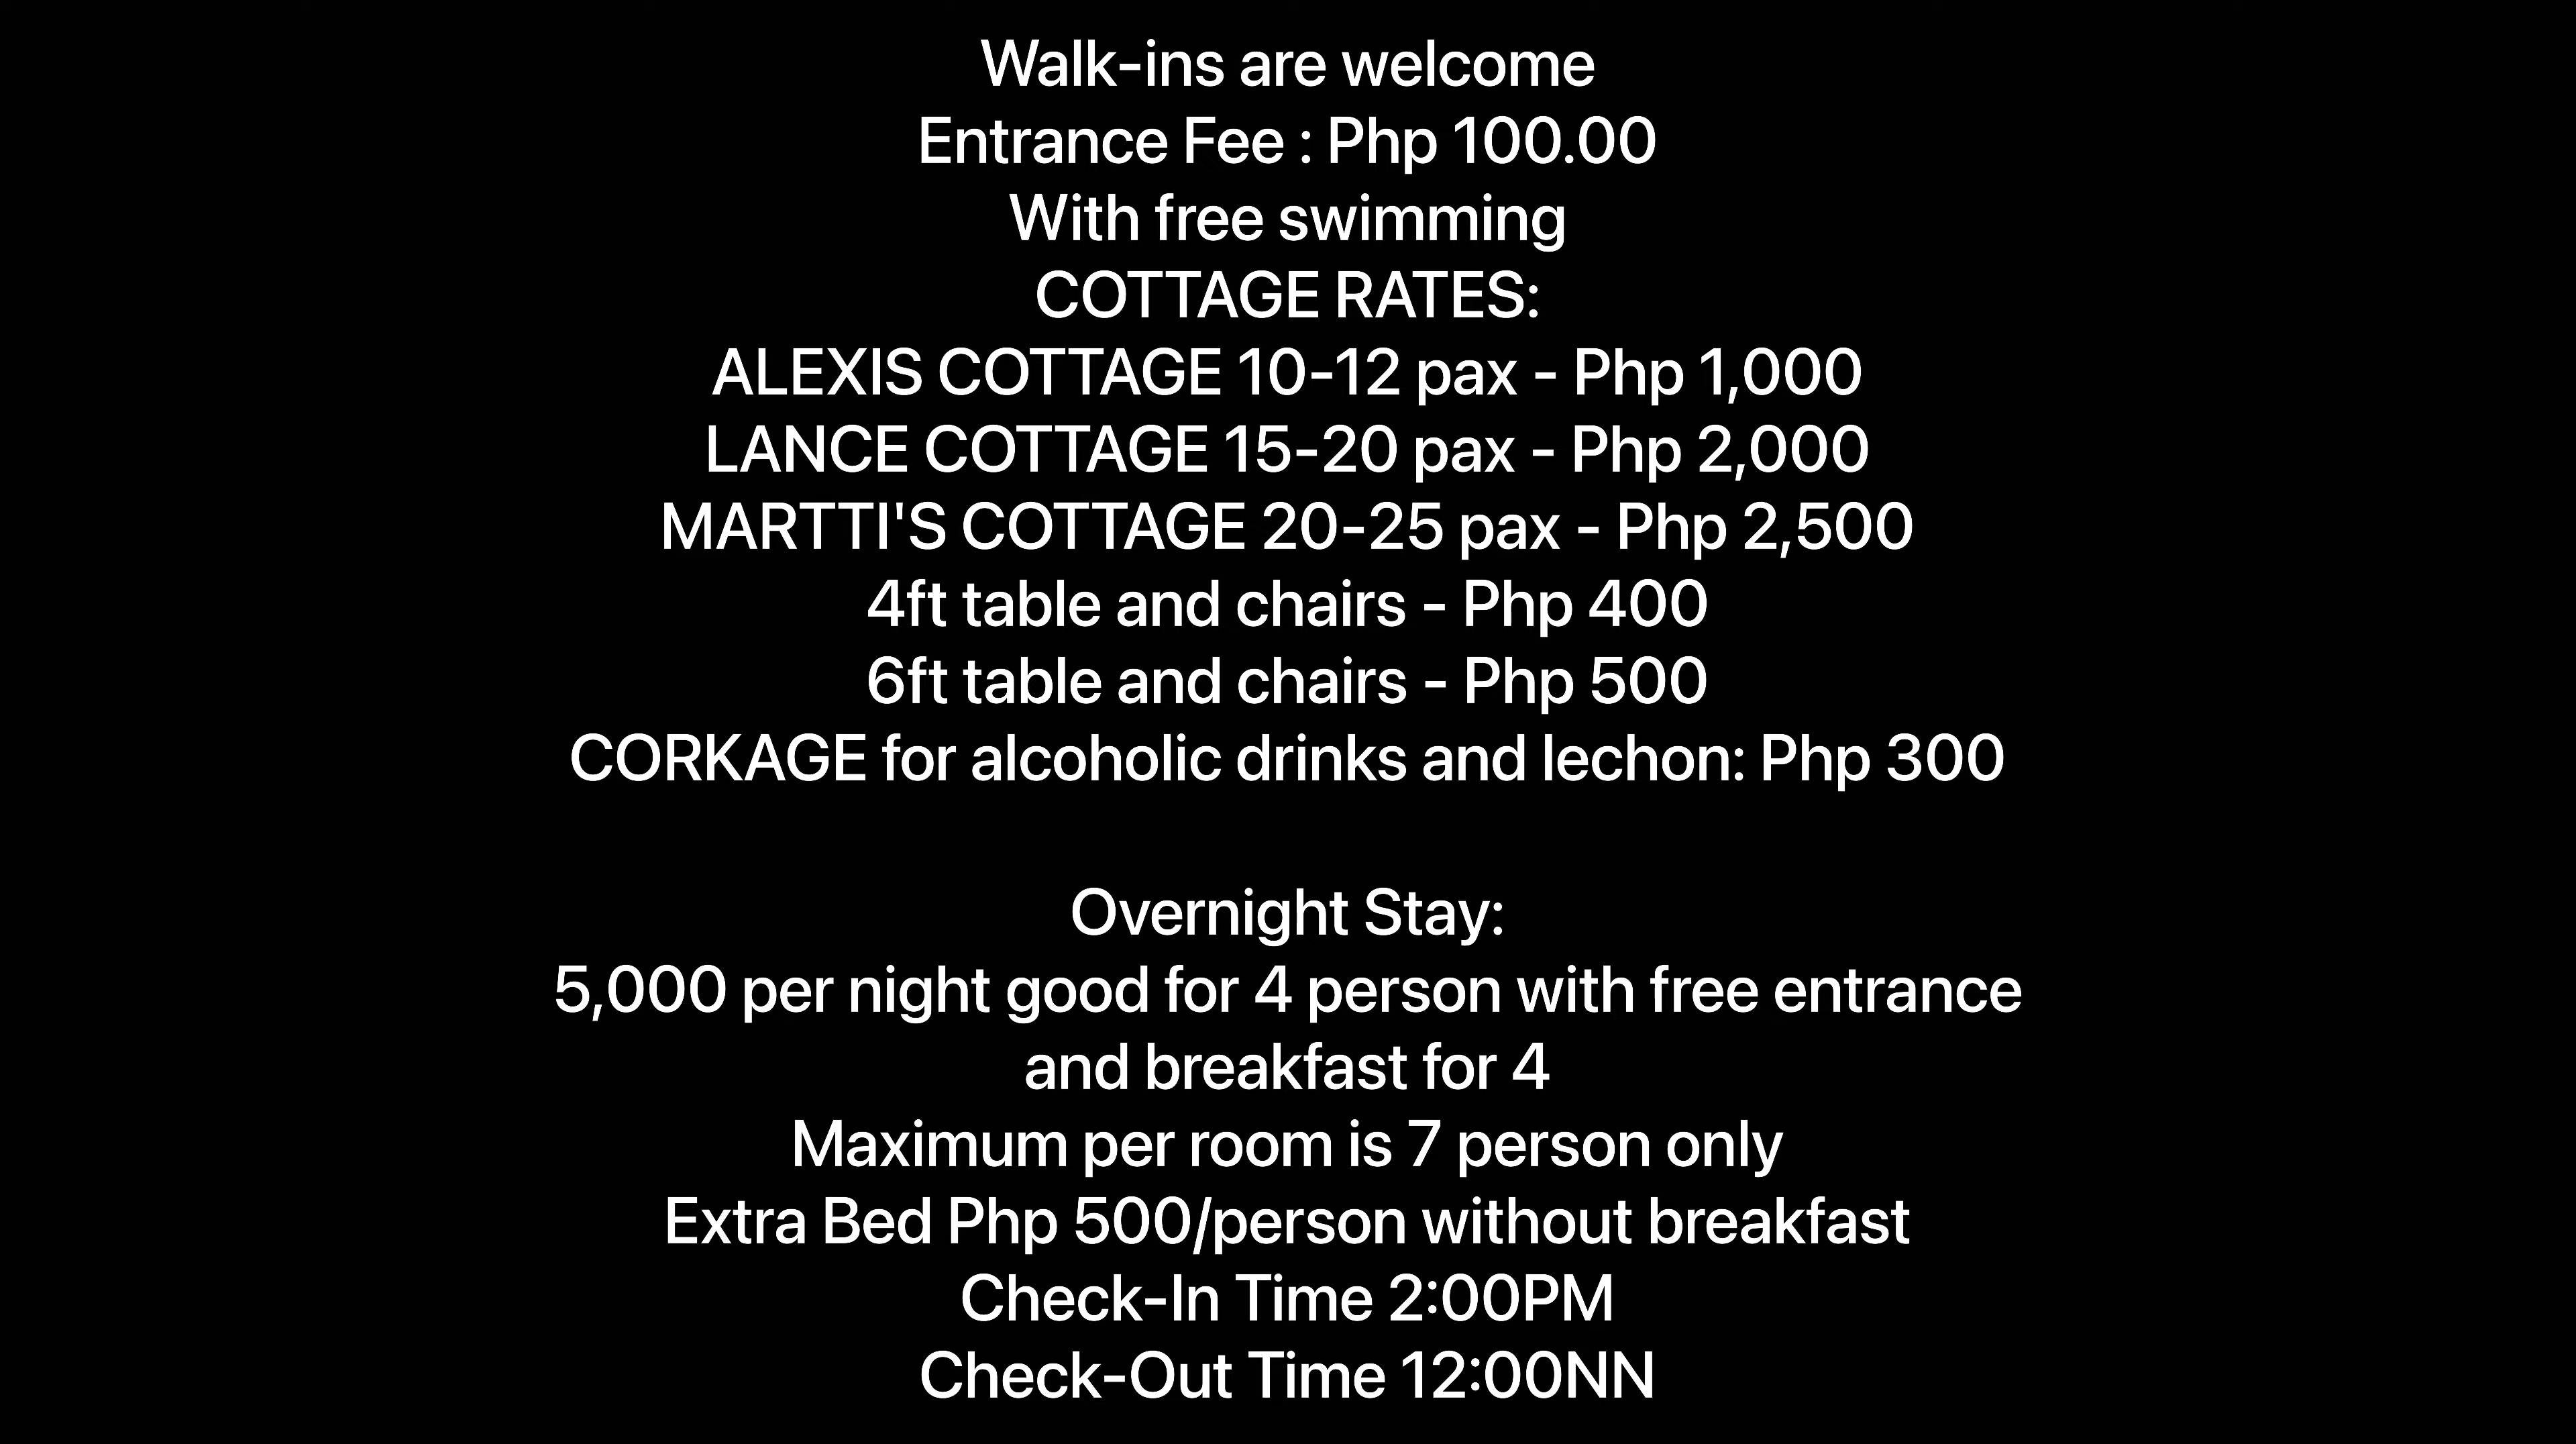 Walk-ins are welcome
Entrance Fee : Php 100.00
With free swimming
COTTAGE RATES:
ALEXIS COTTAGE 10-12 pax - Php 1,000
LANCE COTTAGE 15-20 pax - Php 2,000
MARTTI'S COTTAGE 20-25 pax - Php 2,500
4ft table and chairs - Php 400
6ft table and chairs - Php 500
CORKAGE for alcoholic drinks and lechon: Php 300
Overnight Stay:
5,000 per night good for 4 person with free entrance
and breakfast for 4
Maximum per room is 7 person only
Extra Bed Php 500/person without breakfast
Check-In Time 2:00PM
Check-Out Time 12:00NN